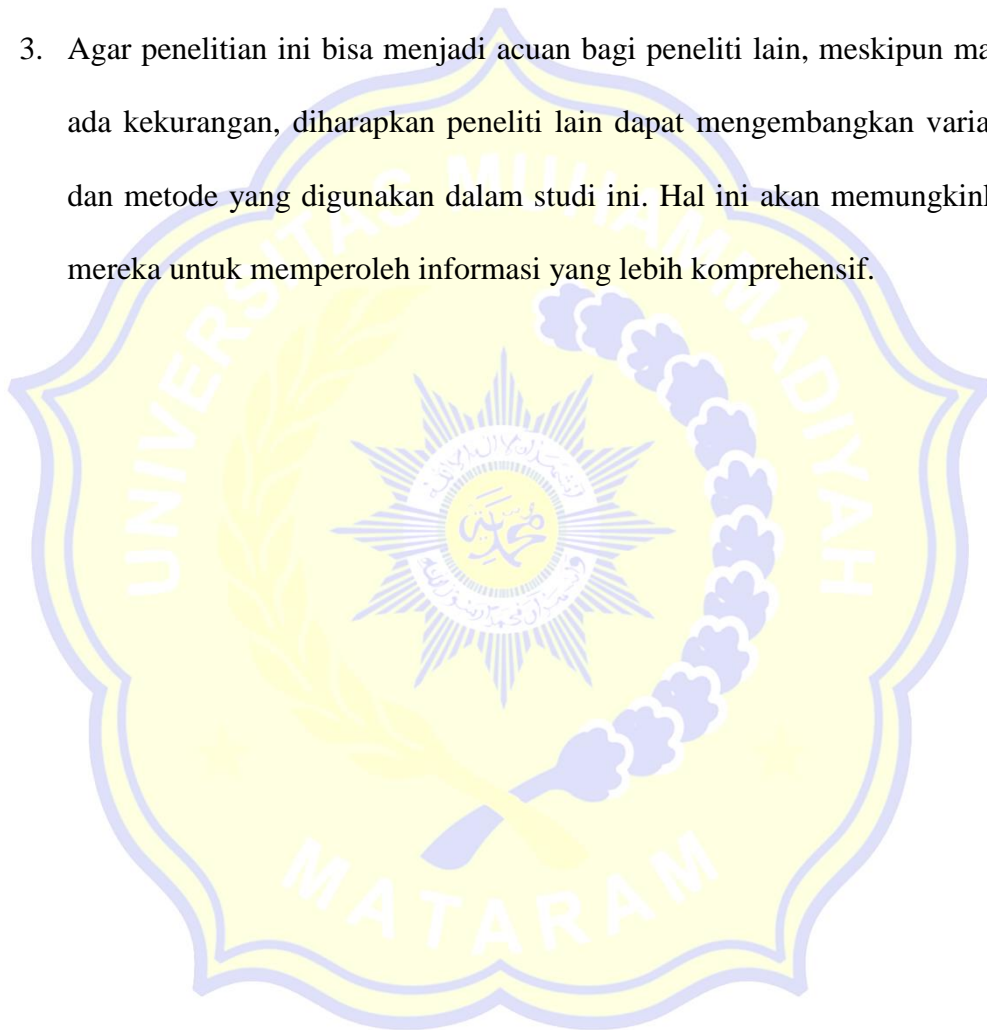 3. Agar penelitian ini bisa menjadi acuan bagi peneliti lain, meskipun ma
ada kekurangan, diharapkan peneliti lain dapat mengembangkan varia
dan metode yang digunakan dalam studi ini. Hal ini akan memungkin
mereka untuk memperoleh informasi yang lebih komprehensif.
UNIVERSITAS MUHAMMADIYAH
MATARAM